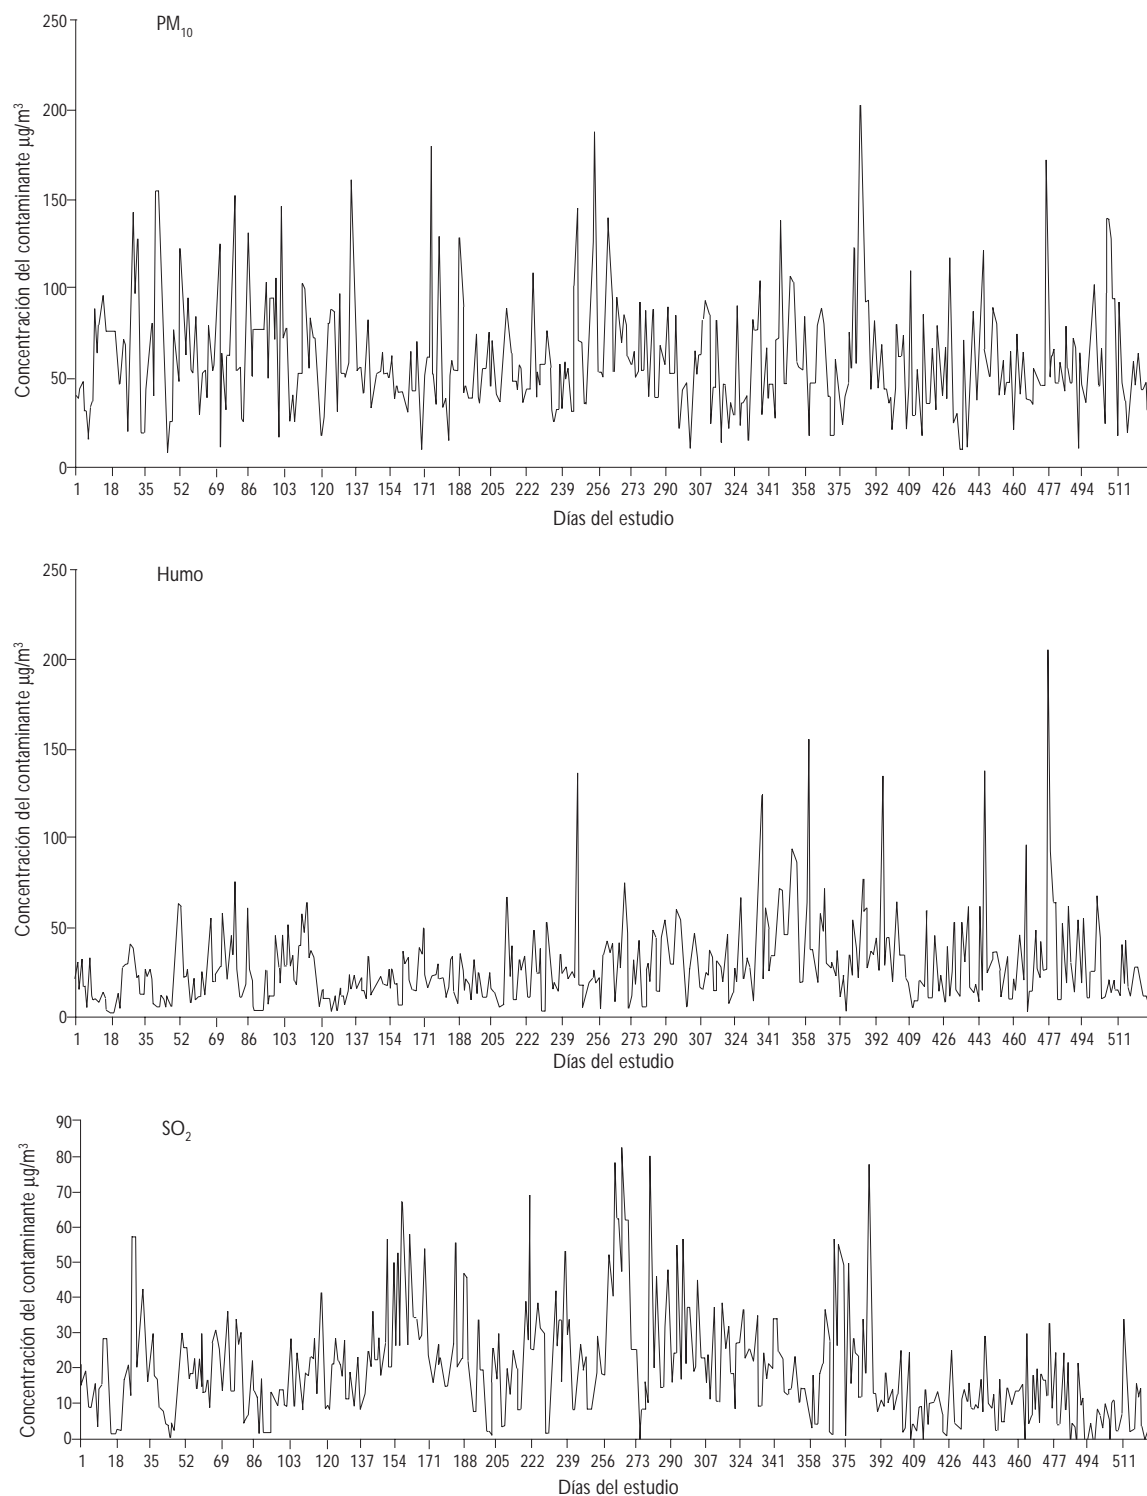 PM10
Concentración del contaminante µg/m³
250
200
150
100
50
0
1 18 35 52 69 86 103 120 137 154 171 188 205 222 239 256 273 290 307 324 341 358 375 392 409 426 443 460 477 494 511
Días del estudio
Humo
Concentración del contaminante µg/m³
250
200
150
100
50
0
1 18 35 52 69 86 103 120 137 154 171 188 205 222 239 256 273 290 307 324 341 358 375 392 409 426 443 460 477 494 511
Días del estudio
SO2
Concentración del contaminante µg/m³
90
80
70
60
50
40
30
20
10
0
1 18 35 52 69 86 103 120 137 154 171 188 205 222 239 256 273 290 307 324 341 358 375 392 409 426 443 460 477 494 511
Días del estudio